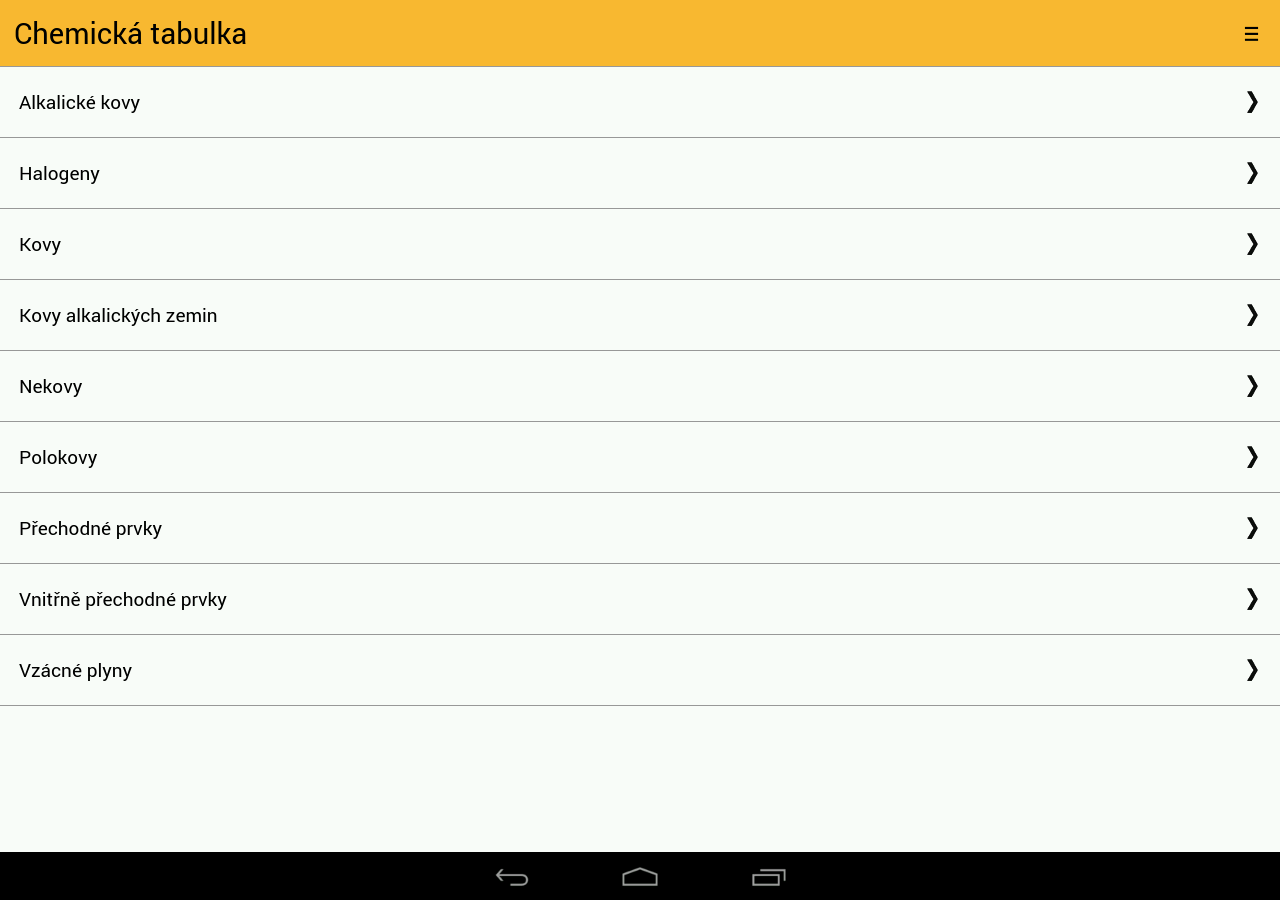 Chemická tabulka
Alkalické kovy
Halogeny
Kovy
Kovy alkalických zemin
Nekovy
Polokovy
Přechodné prvky
Vnitřně přechodné prvky
Vzácné plyny